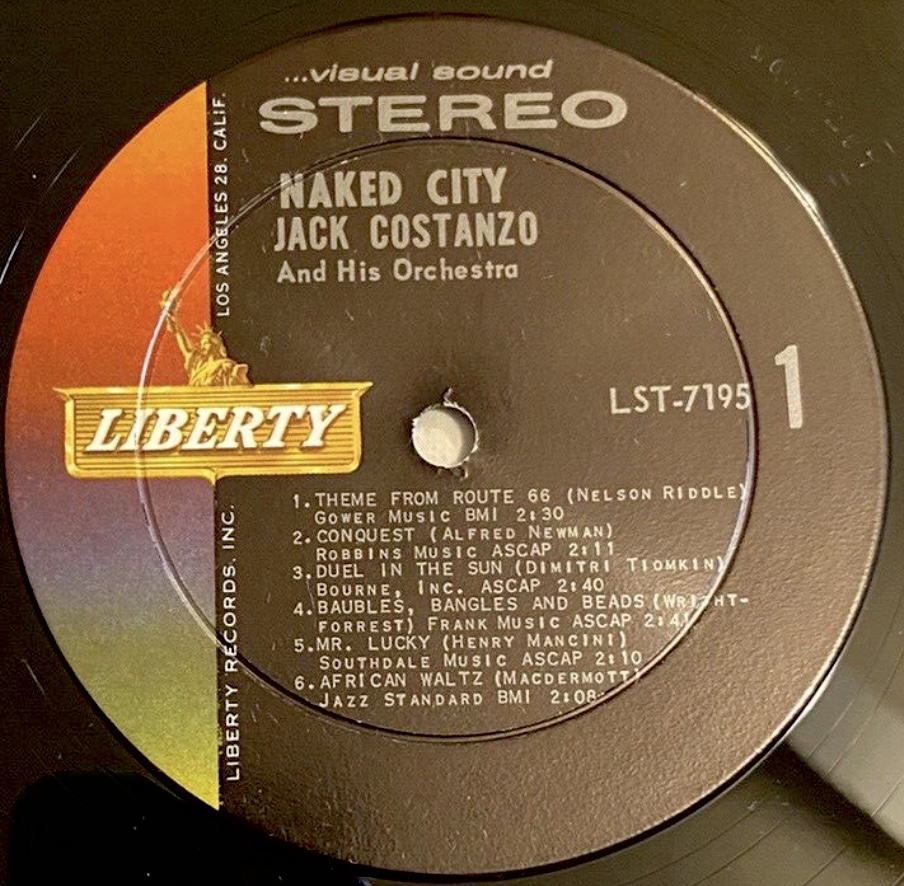 ...visual sound
STEREO
NAKED CITY
JACK COSTANZO
And His Orchestra
LOS ANGELES 28, CALIF.
LIBERTY
LST-7195
1
1. THEME FROM ROUTE 66 (NELSON RIDDLE)
GOWER MUSIC BMI 2:30
2. CONQUEST (ALFRED NEWMAN)
ROBBINS MUSIC ASCAP 2:11
3. DUEL IN THE SUN (DIMITRI TIOMKIN)
BOURNE, INC. ASCAP 2:40
4. BAUBLES, BANGLES AND BEADS (WRIGHT-
FORREST) FRANK MUSIC ASCAP 2:41
5. MR. LUCKY (HENRY MANCINI)
SOUTHDALE MUSIC ASCAP 2:10
6. AFRICAN WALTZ (MACDERMOTT)
JAZZ STANDARD BMI 2:08
LIBERTY RECORDS, INC.